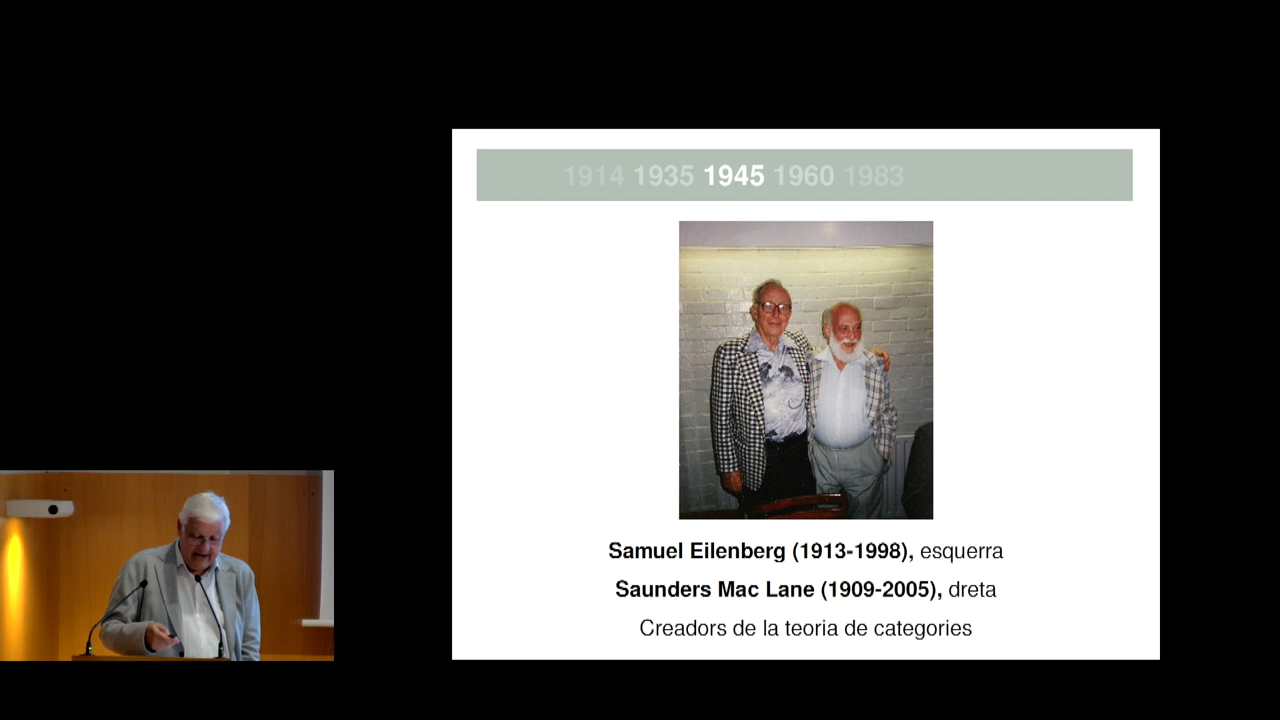 1914 1935 1945 1960 1983
Samuel Eilenberg (1913-1998), esquerra
Saunders Mac Lane (1909-2005), dreta
Creadors de la teoria de categories